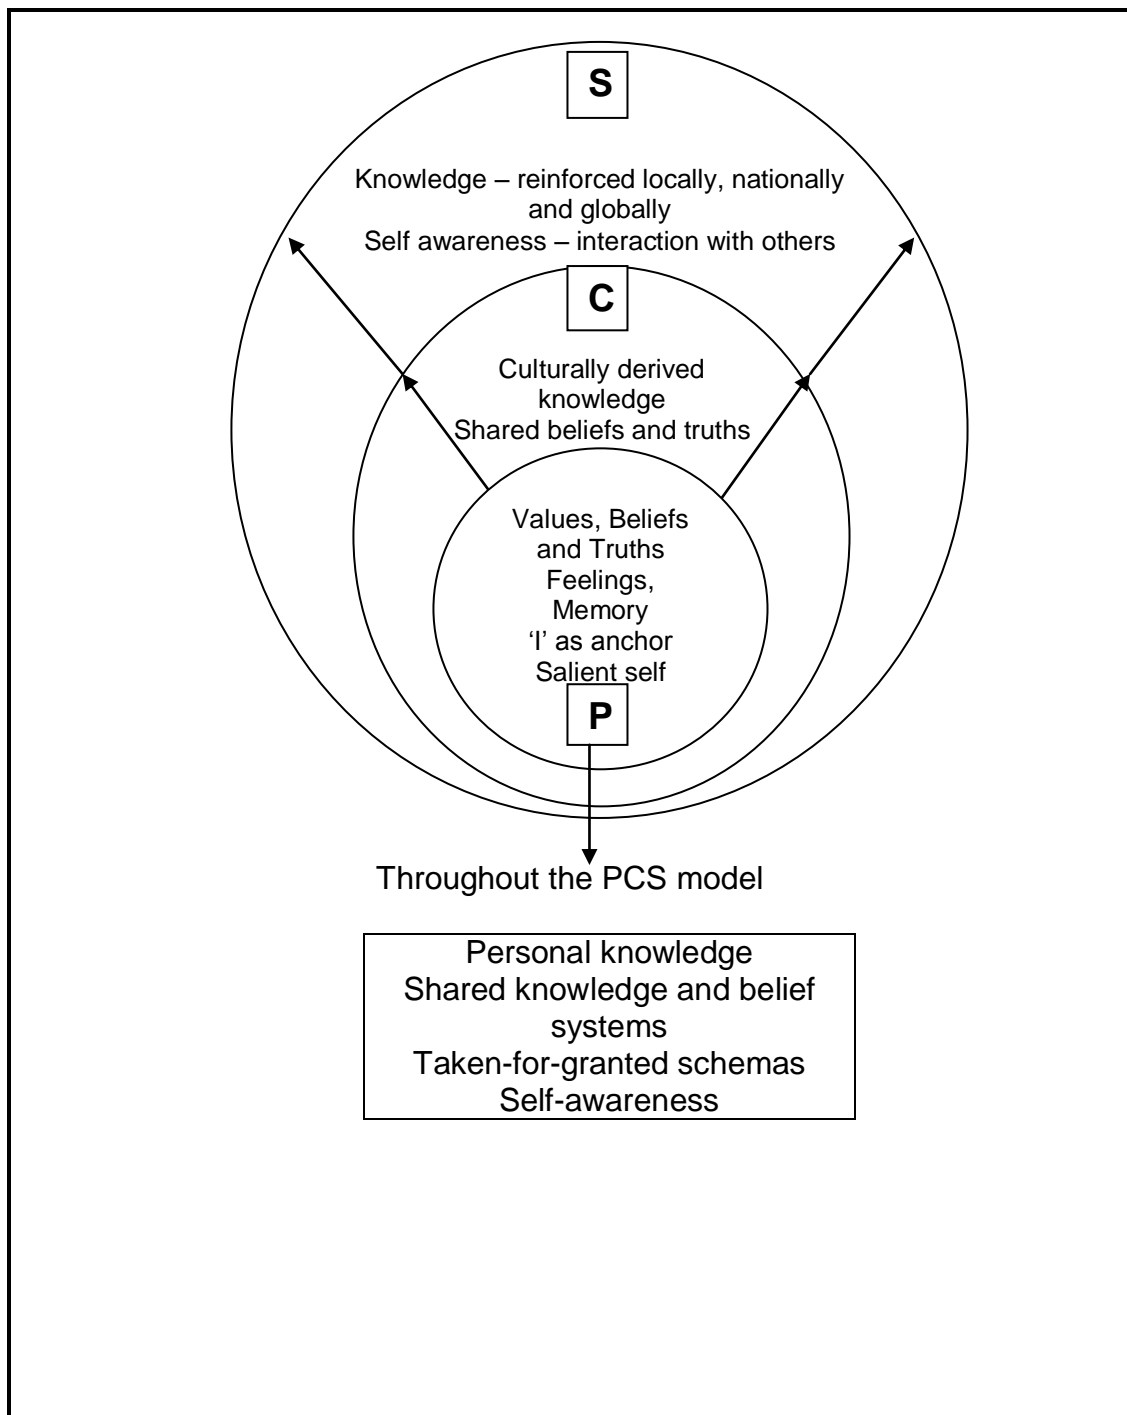 S
Knowledge – reinforced locally, nationally
and globally
Self awareness – interaction with others
C
Culturally derived
knowledge
Shared beliefs and truths
Values, Beliefs
and Truths
Feelings,
Memory
‘I’ as anchor
Salient self
P
Throughout the PCS model
Personal knowledge
Shared knowledge and belief
systems
Taken-for-granted schemas
Self-awareness